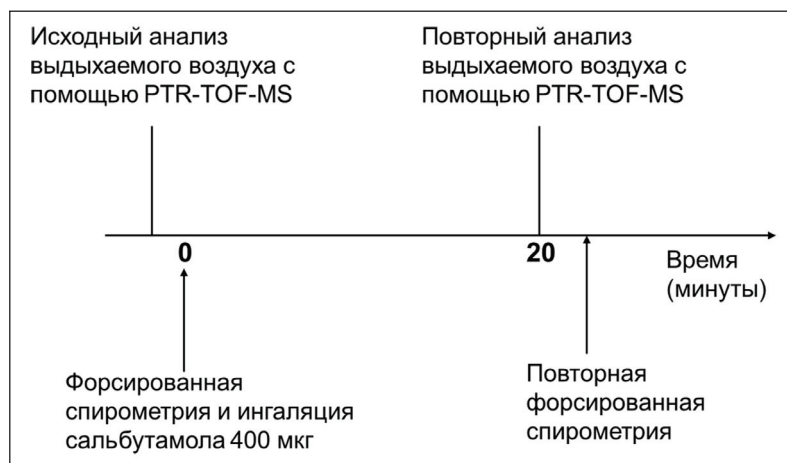 Исходный анализ
выдыхаемого воздуха с
помощью PTR-TOF-MS
Повторный анализ
выдыхаемого воздуха с
помощью PTR-TOF-MS
0
20
Время
(минуты)
Форсированная
спирометрия и ингаляция
сальбутамола 400 мкг
Повторная
форсированная
спирометрия